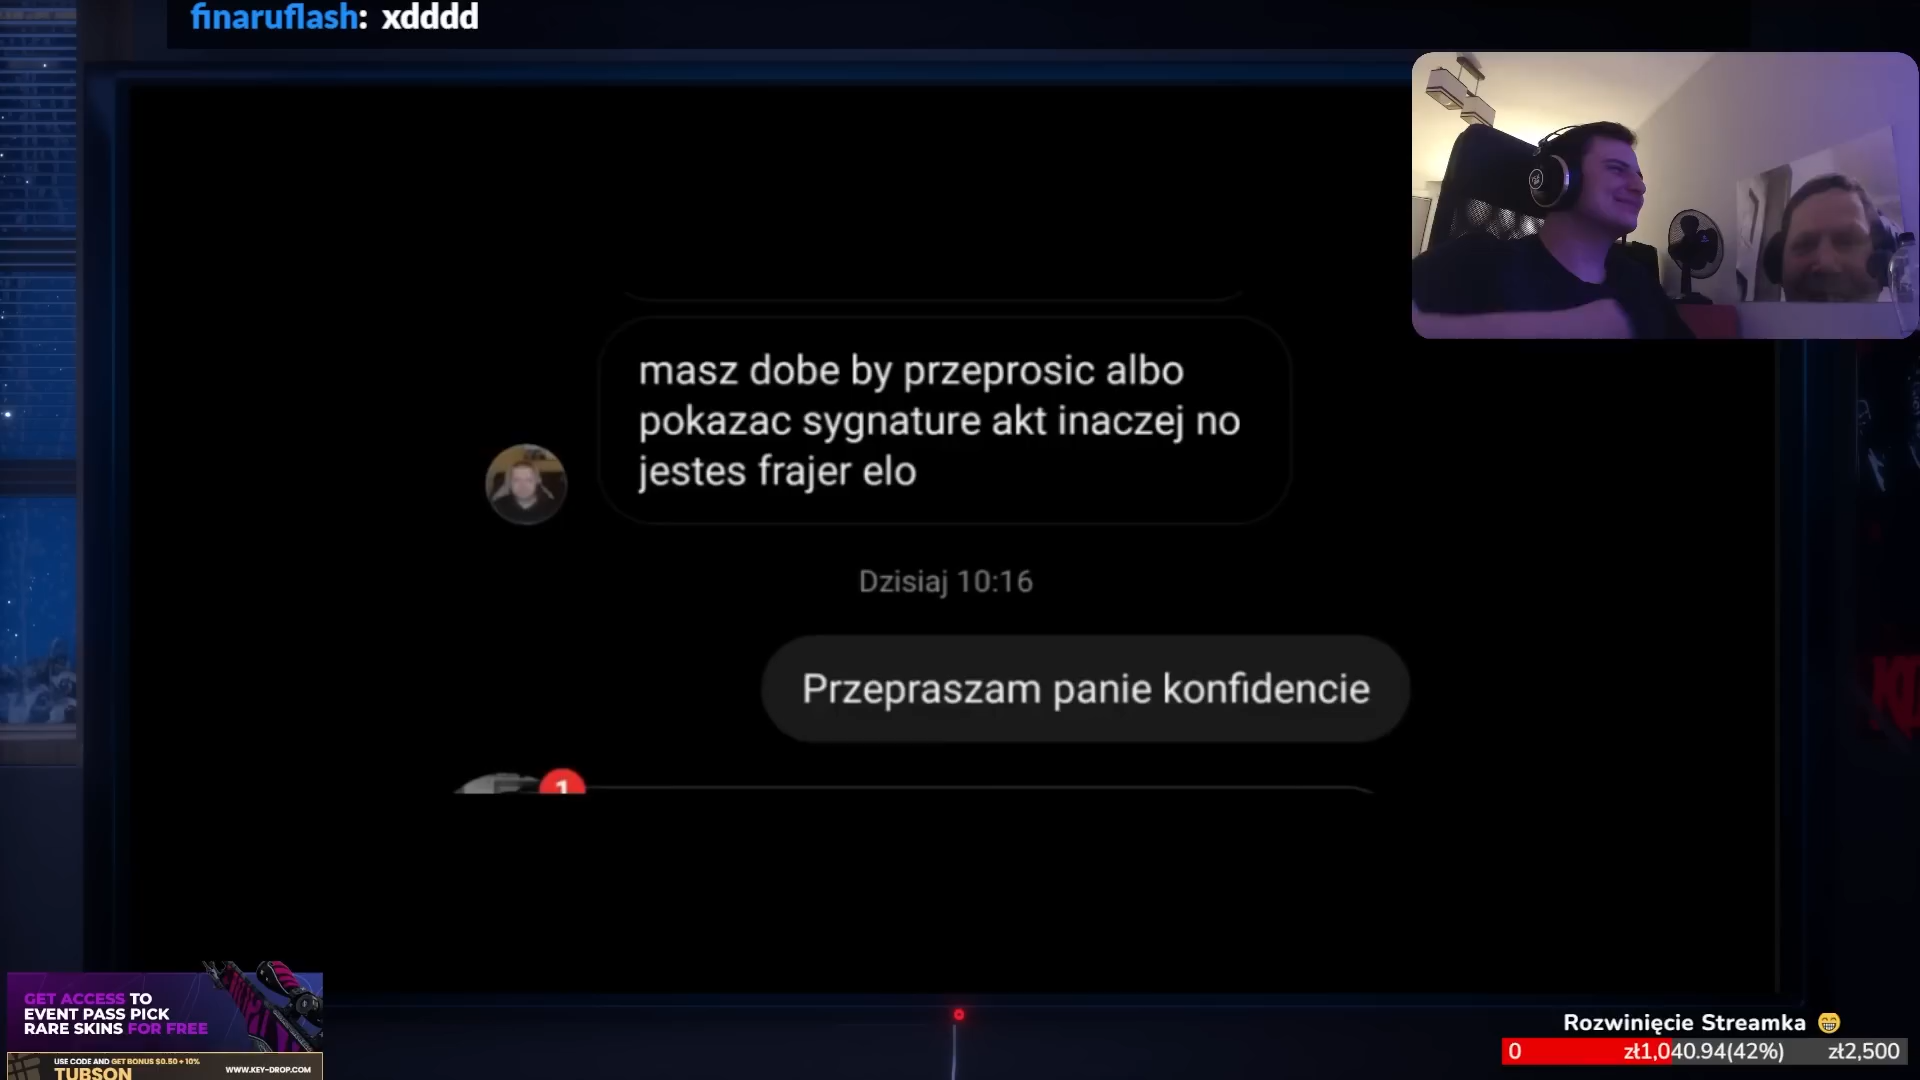 finaruflash: xdddd
masz dobe by przeprosic albo
pokazac sygnature akt inaczej no
jestes frajer elo
Dzisiaj 10:16
Przepraszam panie konfidencie
1
GET ACCESS TO
EVENT PASS PICK
RARE SKINS FOR FREE
USE CODE AND GET BONUS $0.50 + 10%
TUBSON
WWW.KEY-DROP.COM
Rozwinięcie Streamka 😁
0 zł1,040.94(42%) zł2,500